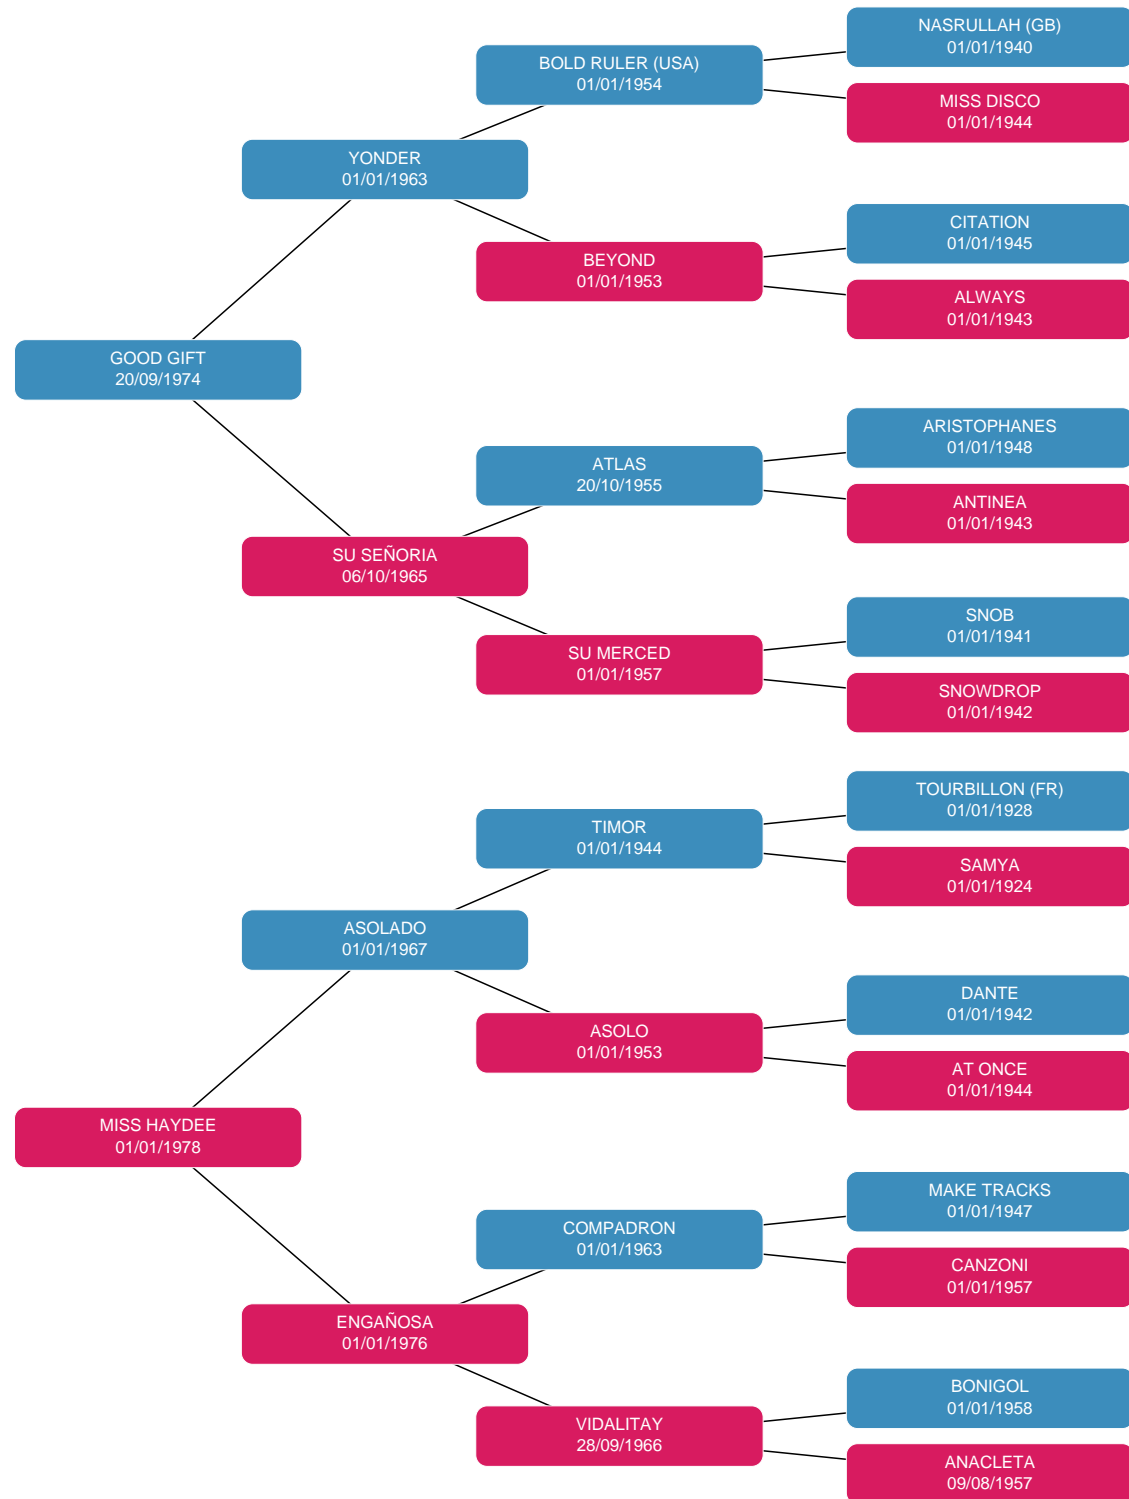 NASRULLAH (GB)
01/01/1940
BOLD RULER (USA)
01/01/1954
MISS DISCO
01/01/1944
YONDER
01/01/1963
CITATION
01/01/1945
BEYOND
01/01/1953
ALWAYS
01/01/1943
GOOD GIFT
20/09/1974
ARISTOPHANES
01/01/1948
ATLAS
20/10/1955
ANTINEA
01/01/1943
SU SEÑORIA
06/10/1965
SNOB
01/01/1941
SU MERCED
01/01/1957
SNOWDROP
01/01/1942
TOURBILLON (FR)
01/01/1928
TIMOR
01/01/1944
SAMYA
01/01/1924
ASOLADO
01/01/1967
DANTE
01/01/1942
ASOLO
01/01/1953
AT ONCE
01/01/1944
MISS HAYDEE
01/01/1978
MAKE TRACKS
01/01/1947
COMPADRON
01/01/1963
CANZONI
01/01/1957
ENGAÑOSA
01/01/1976
BONIGOL
01/01/1958
VIDALITAY
28/09/1966
ANACLETA
09/08/1957